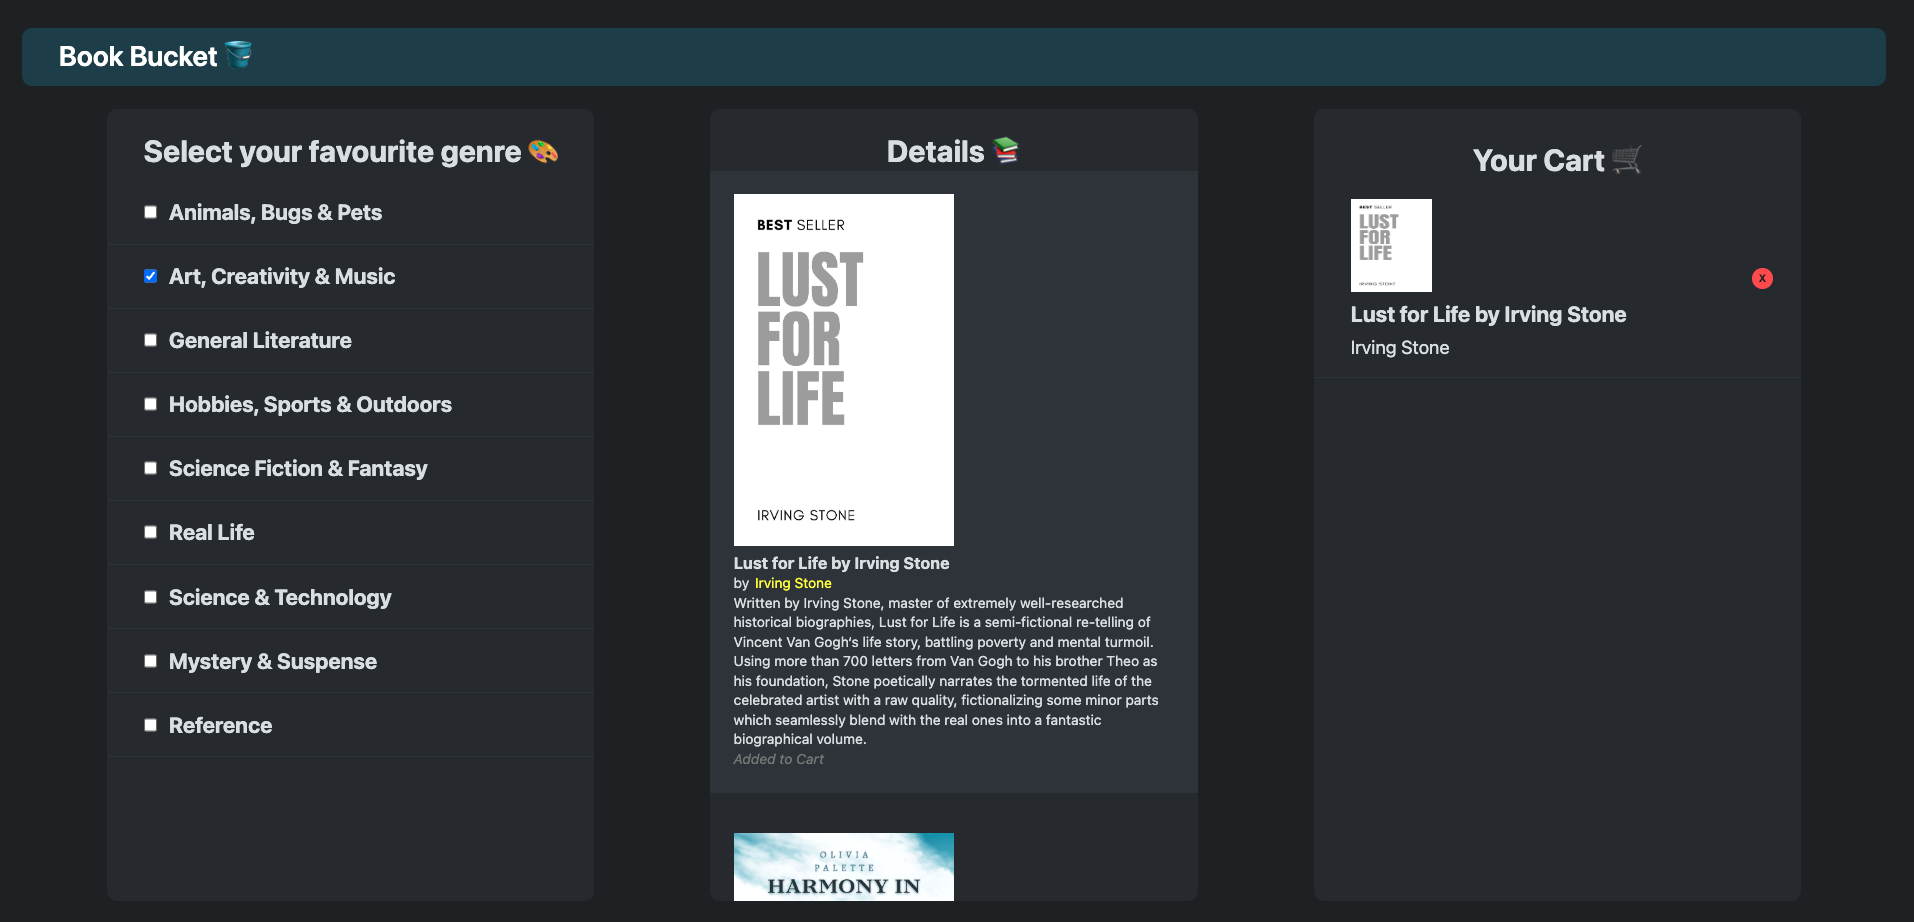 Book Bucket
Select your favourite genre
Animals, Bugs & Pets
Art, Creativity & Music
General Literature
Hobbies, Sports & Outdoors
Science Fiction & Fantasy
Real Life
Science & Technology
Mystery & Suspense
Reference
Details
BEST SELLER
LUST
FOR
LIFE
IRVING STONE
Lust for Life by Irving Stone
by Irving Stone
Written by Irving Stone, master of extremely well-researched
historical biographies, Lust for Life is a semi-fictional re-telling of
Vincent Van Gogh‘s life story, battling poverty and mental turmoil.
Using more than 700 letters from Van Gogh to his brother Theo as
his foundation, Stone poetically narrates the tormented life of the
celebrated artist with a raw quality, fictionalizing some minor parts
which seamlessly blend with the real ones into a fantastic
biographical volume.
Added to Cart
OLIVIA
PALETTE
HARMONY IN
Your Cart
BEST SELLER
LUST
FOR
LIFE
IRVING STONE
X
Lust for Life by Irving Stone
Irving Stone